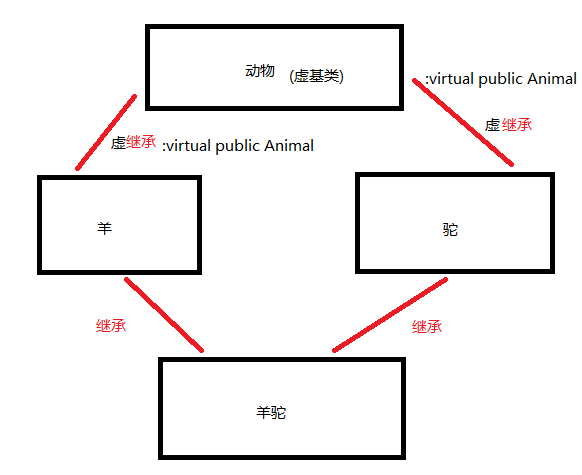 动物 (虚基类)
:virtual public Animal
虚继承
虚继承 :virtual public Animal
羊
驼
继承
继承
羊驼